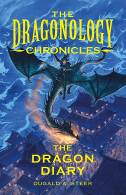 THE
DRAGONOLOGY
CHRONICLES
THE
DRAGON
DIARY
DUGALD A. STEER